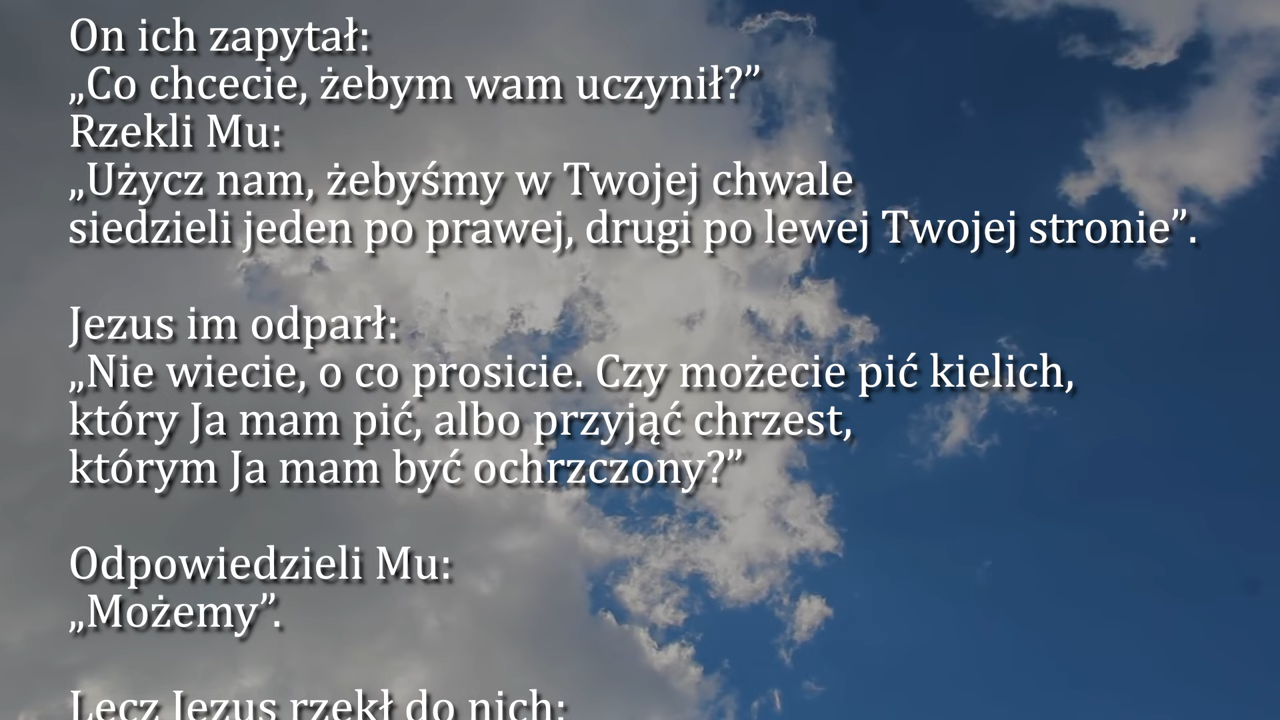 On ich zapytał:
„Co chcecie, żebym wam uczynił?”
Rzekli Mu:
„Użycz nam, żebyśmy w Twojej chwale
siedzieli jeden po prawej, drugi po lewej Twojej stronie”.
Jezus im odparł:
„Nie wiecie, o co prosicie. Czy możecie pić kielich,
który Ja mam pić, albo przyjąć chrzest,
którym Ja mam być ochrzczony?”
Odpowiedzieli Mu:
„Możemy”.
Lecz Jezus rzekł do nich: